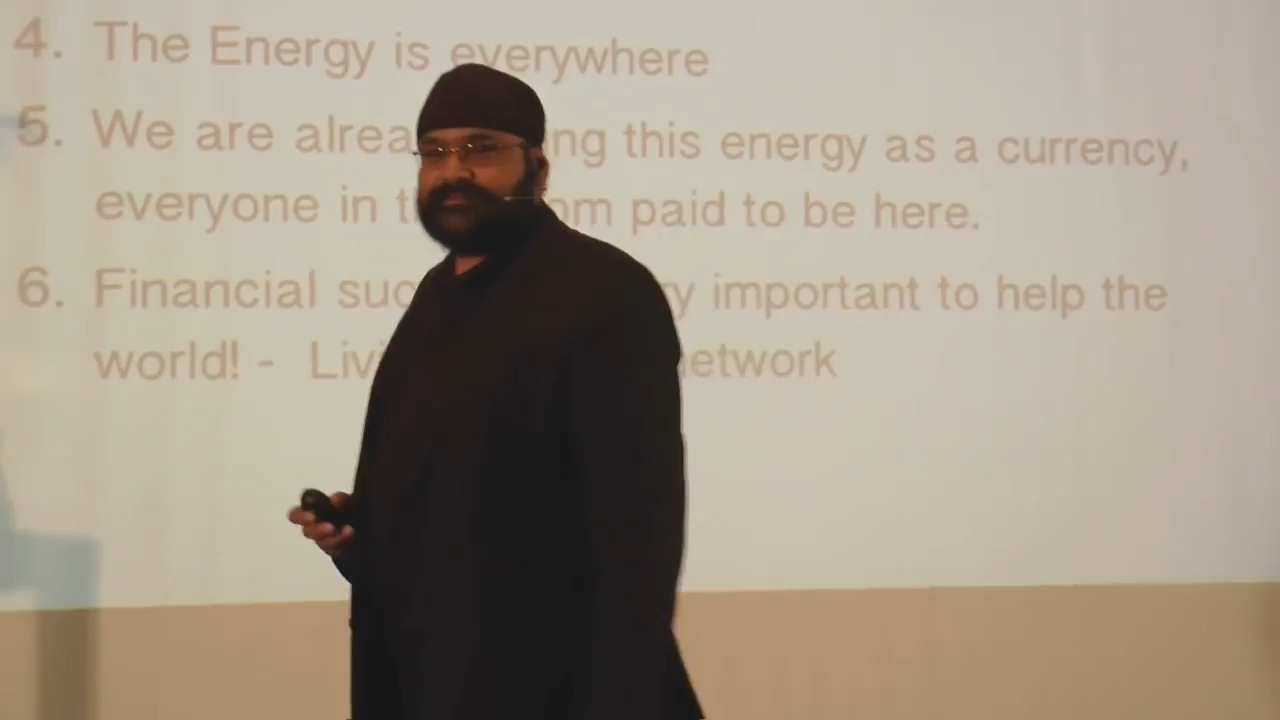 4. The Energy is everywhere
5. We are alrea ng this energy as a currency,
everyone in t om paid to be here.
6. Financial suc y important to help the
world! - Liv etwork